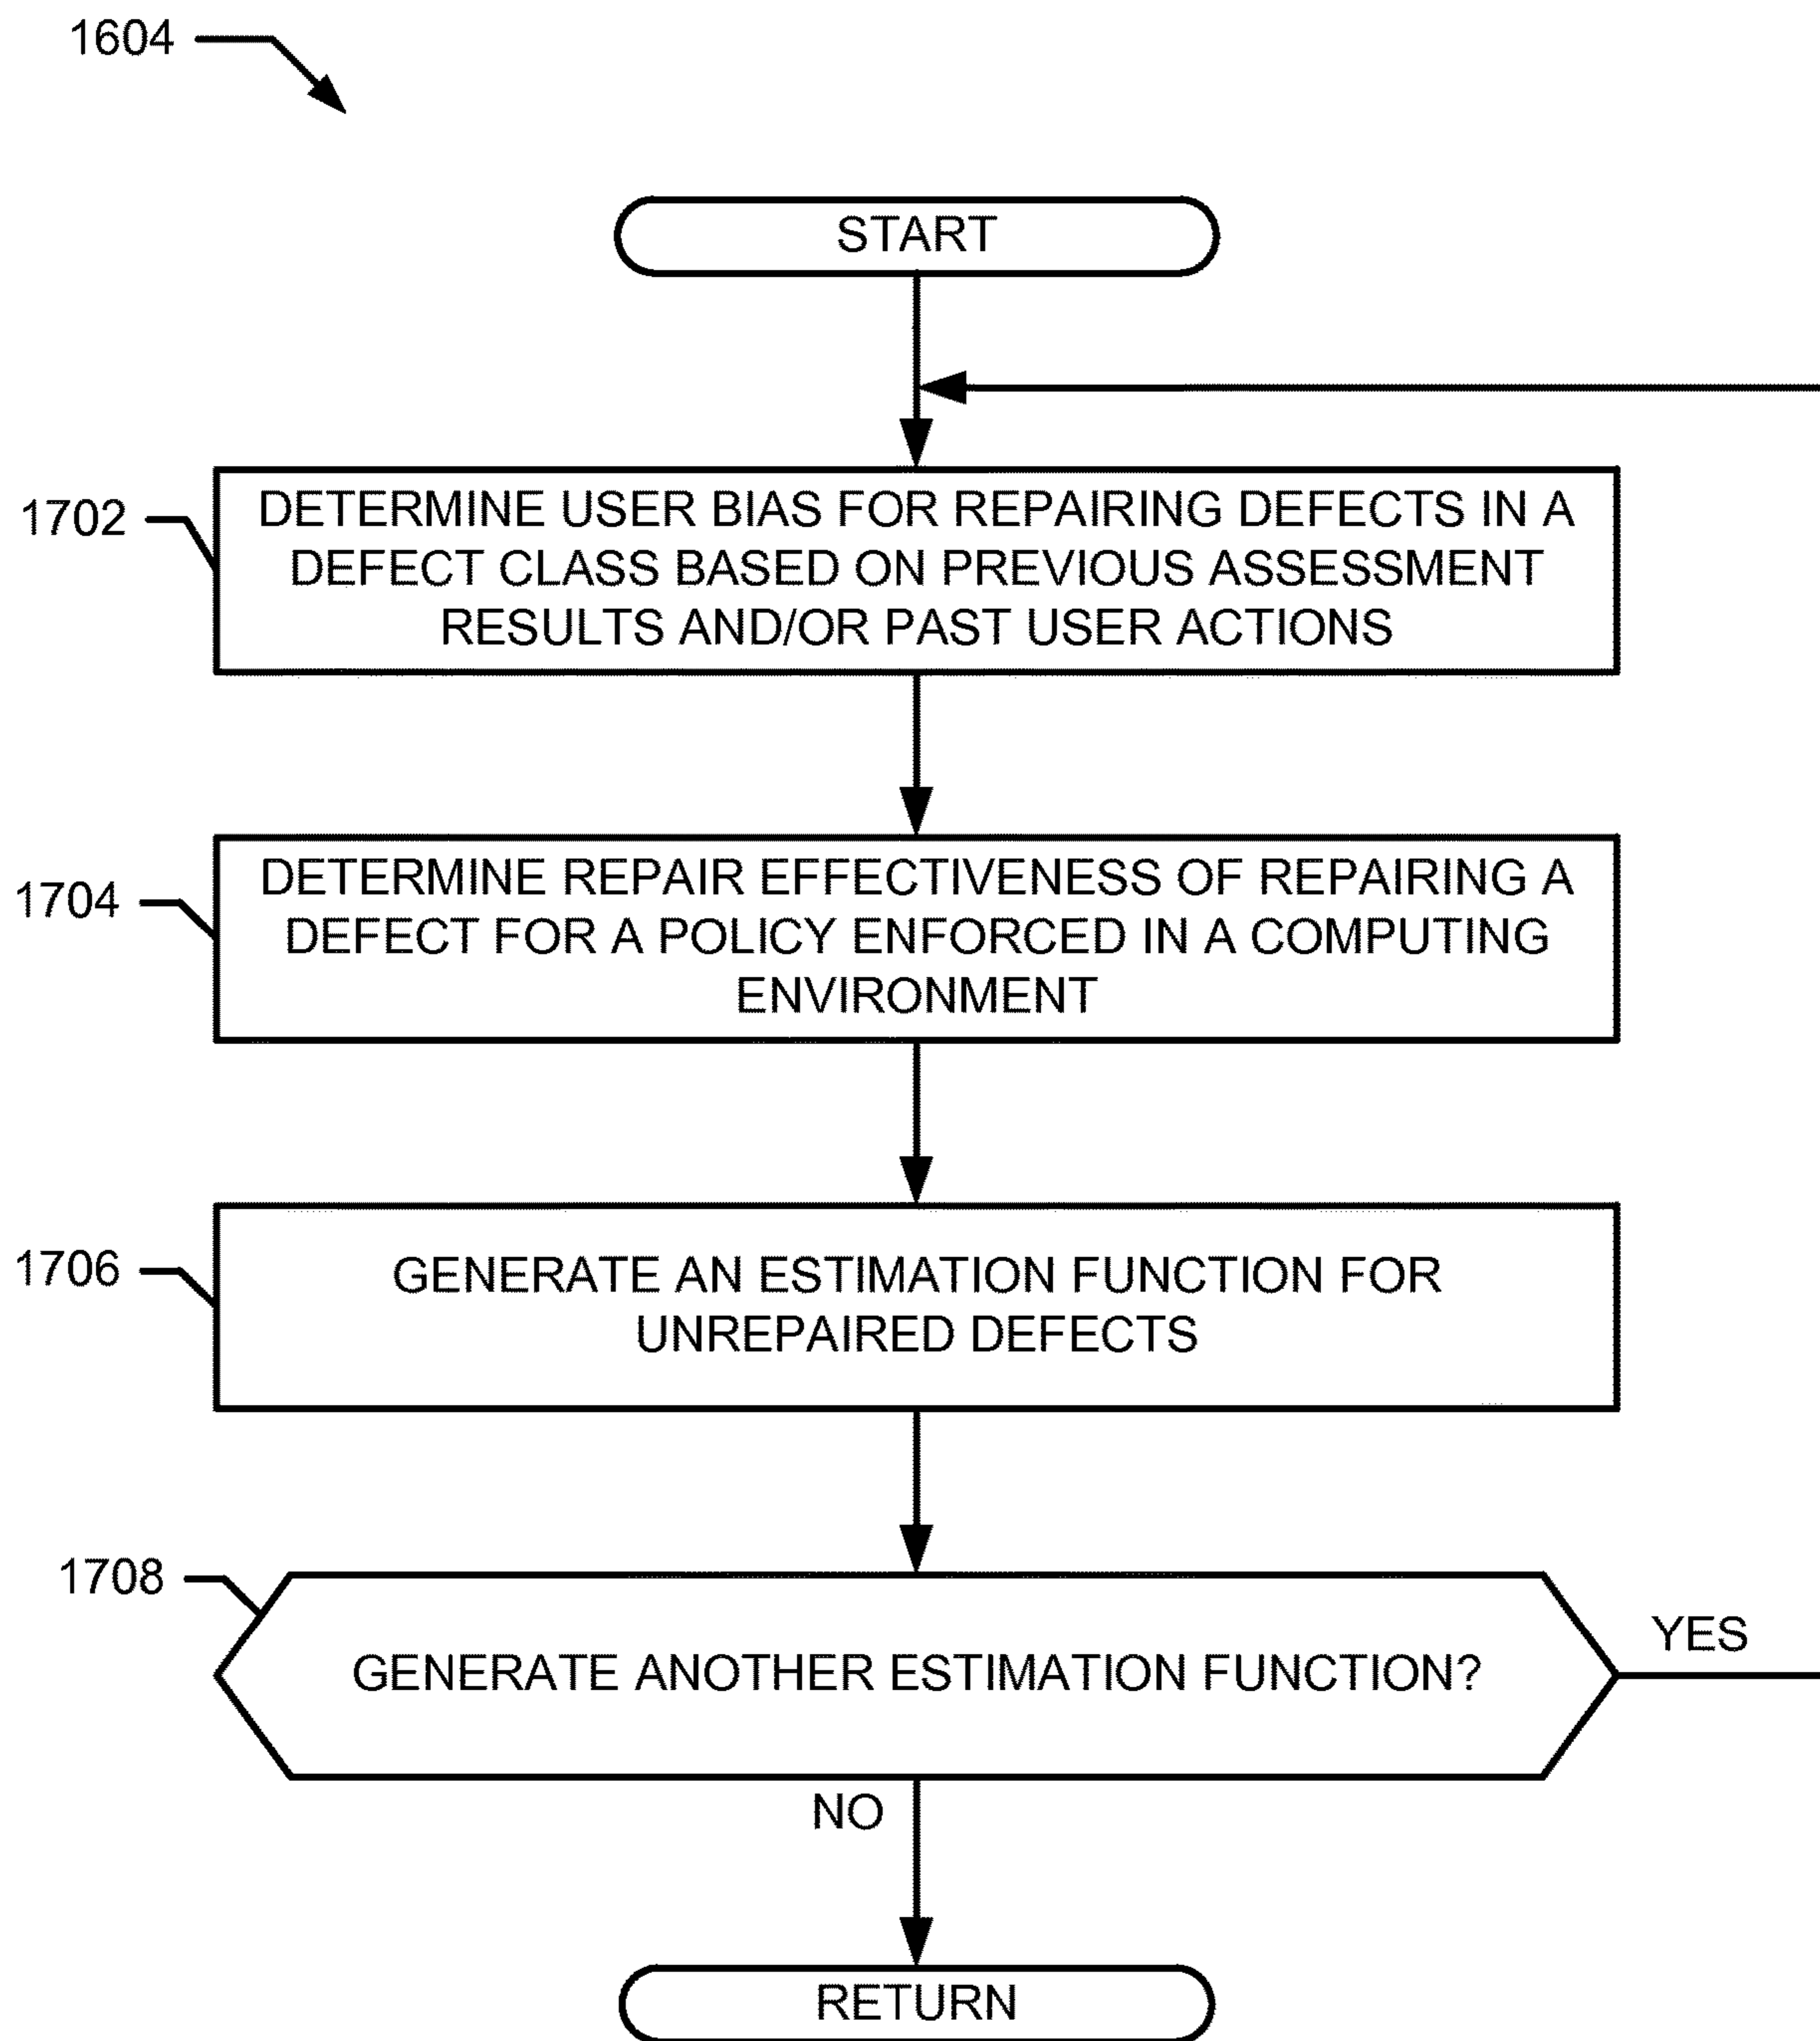 1604
START
1702
DETERMINE USER BIAS FOR REPAIRING DEFECTS IN A
DEFECT CLASS BASED ON PREVIOUS ASSESSMENT
RESULTS AND/OR PAST USER ACTIONS
1704
DETERMINE REPAIR EFFECTIVENESS OF REPAIRING A
DEFECT FOR A POLICY ENFORCED IN A COMPUTING
ENVIRONMENT
1706
GENERATE AN ESTIMATION FUNCTION FOR
UNREPAIRED DEFECTS
1708
GENERATE ANOTHER ESTIMATION FUNCTION?
YES
NO
RETURN